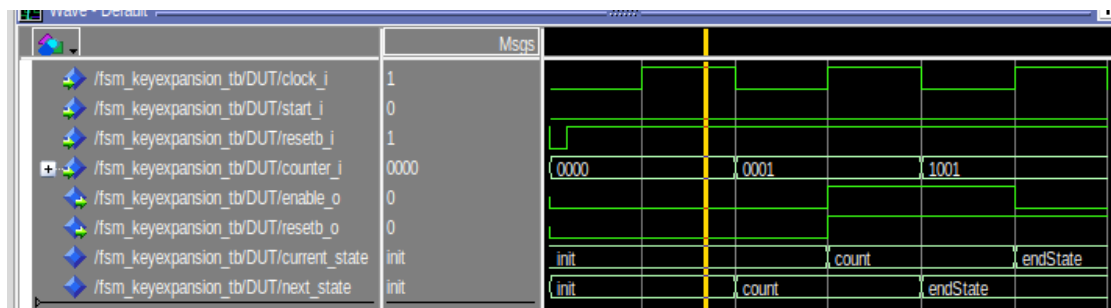 Wave - Default
Msgs
/fsm_keyexpansion_tb/DUT/clock_i 1
/fsm_keyexpansion_tb/DUT/start_i 0
/fsm_keyexpansion_tb/DUT/resetb_i 1
/fsm_keyexpansion_tb/DUT/counter_i 0000 0000 0001 1001
/fsm_keyexpansion_tb/DUT/enable_o 0
/fsm_keyexpansion_tb/DUT/resetb_o 0
/fsm_keyexpansion_tb/DUT/current_state init init count endState
/fsm_keyexpansion_tb/DUT/next_state init init count endState